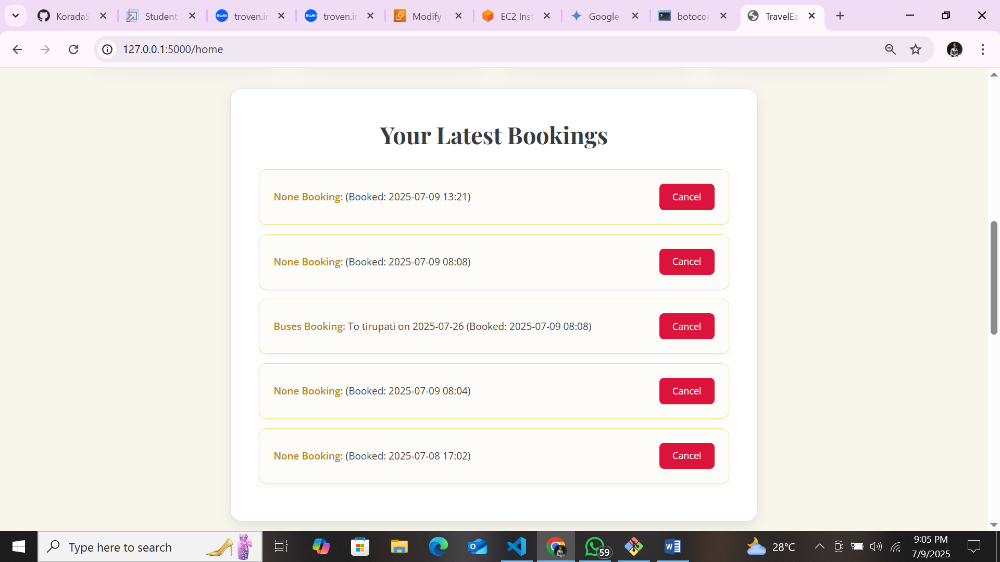 KoradaS
Student
troven.in
troven.in
Modify
EC2 Inst
Google
botocor
TravelEa
127.0.0.1:5000/home
Your Latest Bookings
None Booking: (Booked: 2025-07-09 13:21)
Cancel
None Booking: (Booked: 2025-07-09 08:08)
Cancel
Buses Booking: To tirupati on 2025-07-26 (Booked: 2025-07-09 08:08)
Cancel
None Booking: (Booked: 2025-07-09 08:04)
Cancel
None Booking: (Booked: 2025-07-08 17:02)
Cancel
Type here to search
59
28°C
9:05 PM
7/9/2025